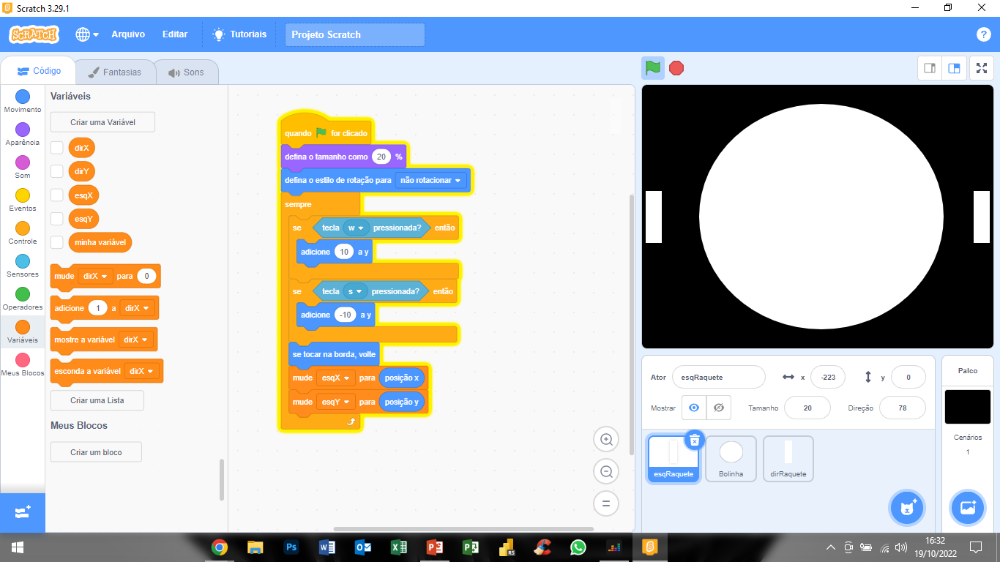 Scratch 3.29.1
SCRATCH
Arquivo
Editar
Tutoriais
Projeto Scratch
?
Código
Fantasias
Sons
Movimento
Aparência
Som
Eventos
Controle
Sensores
Operadores
Variáveis
Meus Blocos
Variáveis
Criar uma Variável
dirX
dirY
esqX
esqY
minha variável
mude dirX para 0
adicione 1 a dirX
mostre a variável dirX
esconda a variável dirX
Criar uma Lista
Meus Blocos
Criar um bloco
quando for clicado
defina o tamanho como 20 %
defina o estilo de rotação para não rotacionar
sempre
se tecla w pressionada? então
adicione 10 a y
se tecla s pressionada? então
adicione -10 a y
se tocar na borda, volte
mude esqX para posição x
mude esqY para posição y
Ator esqRaquete x -223 y 0
Mostrar Tamanho 20 Direção 78
esqRaquete
Bolinha
dirRaquete
Palco
Cenários
1
16:32
19/10/2022